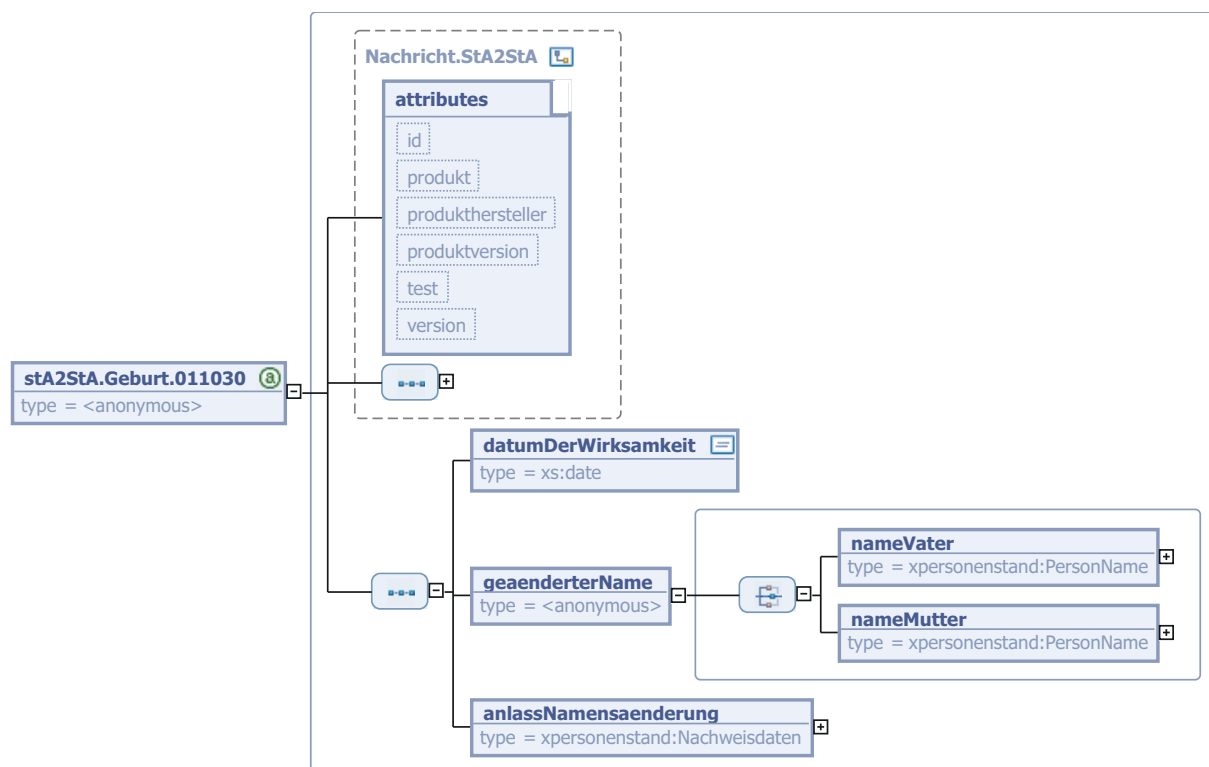 Nachricht.StA2StA
attributes
id
produkt
produkthersteller
produktversion
test
version
stA2StA.Geburt.011030 a
type = <anonymous>
datumDerWirksamkeit
type = xs:date
geaenderterName
type = <anonymous>
nameVater
type = xpersonenstand:PersonName
nameMutter
type = xpersonenstand:PersonName
anlassNamensaenderung
type = xpersonenstand:Nachweisdaten